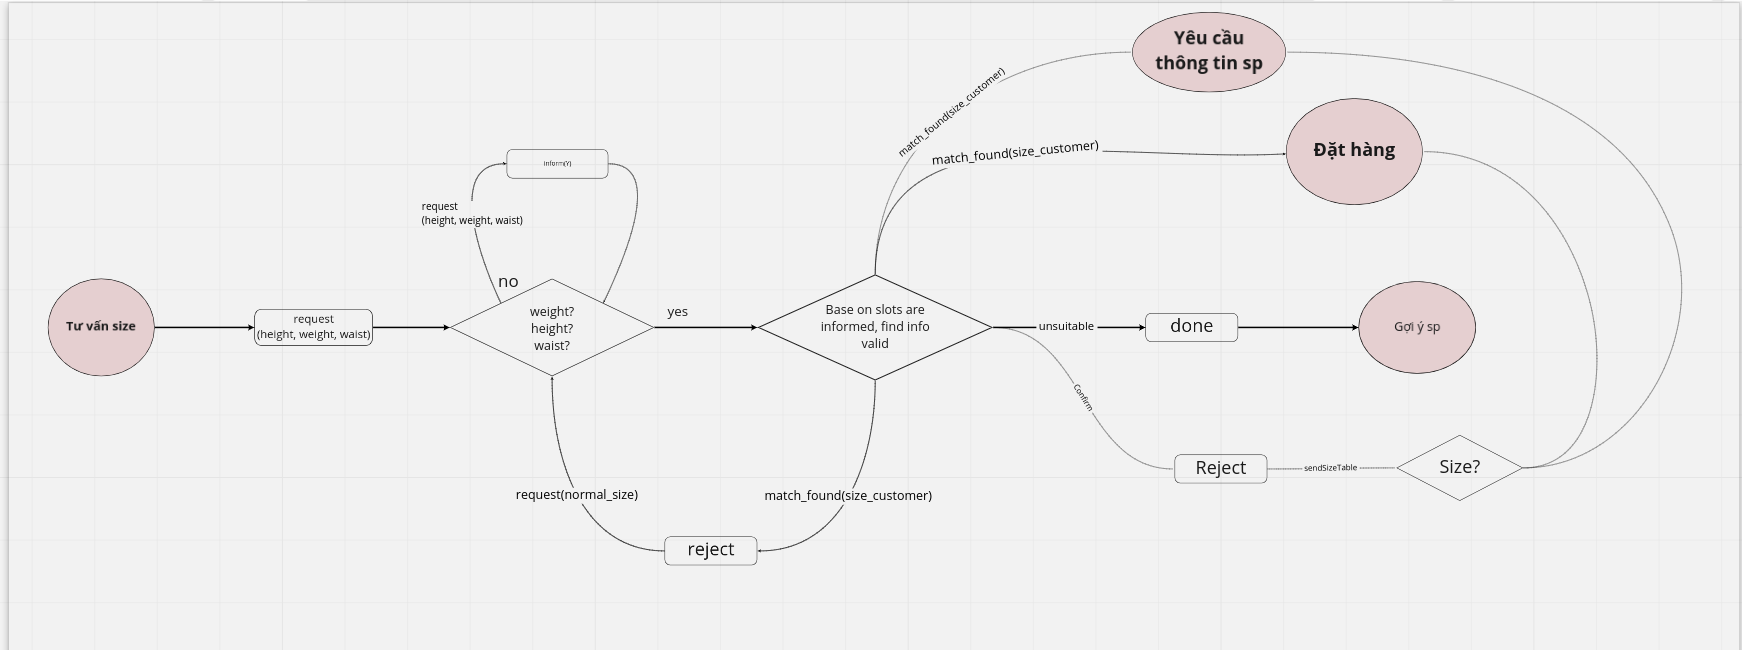 Yêu cầu
thông tin sp
match_found(size_customer)
match_found(size_customer)
Đặt hàng
inform(Y)
request
(height, weight, waist)
no
Tư vấn size
request
(height, weight, waist)
weight?
height?
waist?
yes
Base on slots are
informed, find info
valid
unsuitable
done
Gợi ý sp
Confirm
Reject
sendSizeTable
Size?
request(normal_size)
match_found(size_customer)
reject